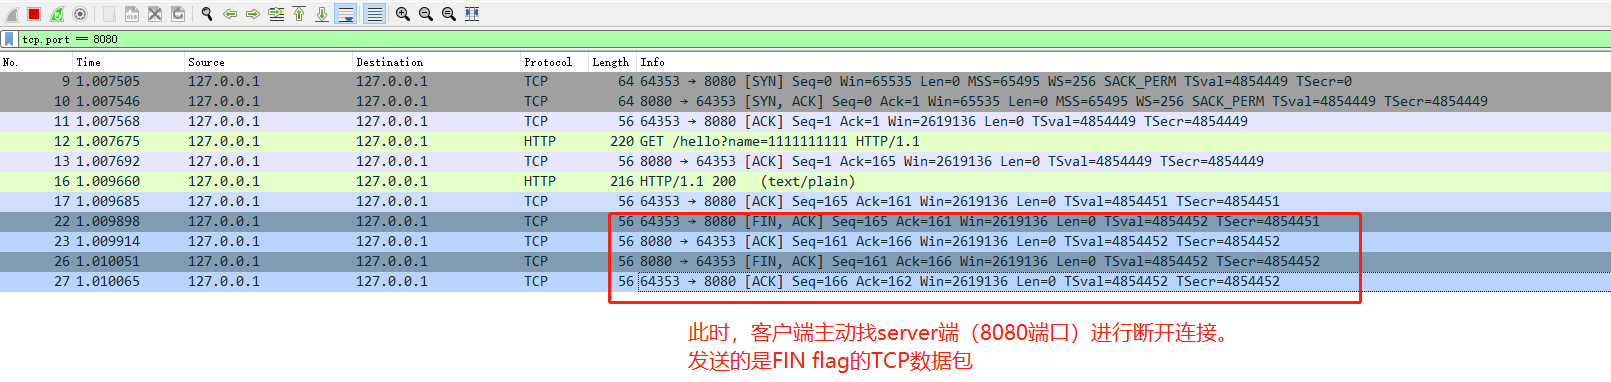 tcp.port == 8080
No. Time Source Destination Protocol Length Info
9 1.007505 127.0.0.1 127.0.0.1 TCP 64 64353 → 8080 [SYN] Seq=0 Win=65535 Len=0 MSS=65495 WS=256 SACK_PERM TSval=4854449 TSecr=0
10 1.007546 127.0.0.1 127.0.0.1 TCP 64 8080 → 64353 [SYN, ACK] Seq=0 Ack=1 Win=65535 Len=0 MSS=65495 WS=256 SACK_PERM TSval=4854449 TSecr=4854449
11 1.007568 127.0.0.1 127.0.0.1 TCP 56 64353 → 8080 [ACK] Seq=1 Ack=1 Win=2619136 Len=0 TSval=4854449 TSecr=4854449
12 1.007675 127.0.0.1 127.0.0.1 HTTP 220 GET /hello?name=1111111111 HTTP/1.1
13 1.007692 127.0.0.1 127.0.0.1 TCP 56 8080 → 64353 [ACK] Seq=1 Ack=165 Win=2619136 Len=0 TSval=4854449 TSecr=4854449
16 1.009660 127.0.0.1 127.0.0.1 HTTP 216 HTTP/1.1 200 (text/plain)
17 1.009685 127.0.0.1 127.0.0.1 TCP 56 64353 → 8080 [ACK] Seq=165 Ack=161 Win=2619136 Len=0 TSval=4854451 TSecr=4854451
22 1.009898 127.0.0.1 127.0.0.1 TCP 56 64353 → 8080 [FIN, ACK] Seq=165 Ack=161 Win=2619136 Len=0 TSval=4854452 TSecr=4854451
23 1.009914 127.0.0.1 127.0.0.1 TCP 56 8080 → 64353 [ACK] Seq=161 Ack=166 Win=2619136 Len=0 TSval=4854452 TSecr=4854452
26 1.010051 127.0.0.1 127.0.0.1 TCP 56 8080 → 64353 [FIN, ACK] Seq=161 Ack=166 Win=2619136 Len=0 TSval=4854452 TSecr=4854452
27 1.010065 127.0.0.1 127.0.0.1 TCP 56 64353 → 8080 [ACK] Seq=166 Ack=162 Win=2619136 Len=0 TSval=4854452 TSecr=4854452
此时，客户端主动找server端（8080端口）进行断开连接。
发送的是FIN flag的TCP数据包